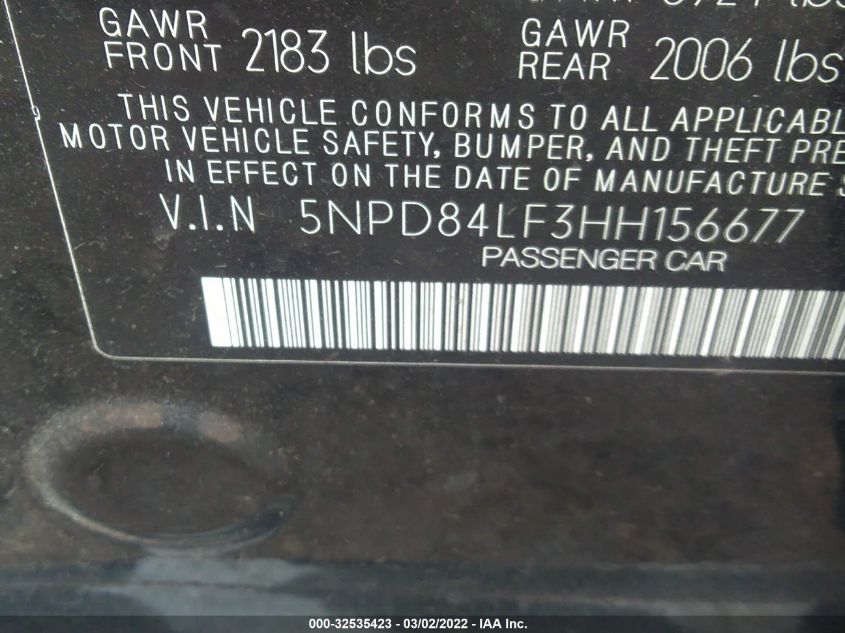 GAWR FRONT 2183 lbs GAWR REAR 2006 lbs
THIS VEHICLE CONFORMS TO ALL APPLICABL
MOTOR VEHICLE SAFETY, BUMPER, AND THEFT PRE
IN EFFECT ON THE DATE OF MANUFACTURE S
V.I.N 5NPD84LF3HH156677
PASSENGER CAR
000-32535423 - 03/02/2022 - IAA Inc.